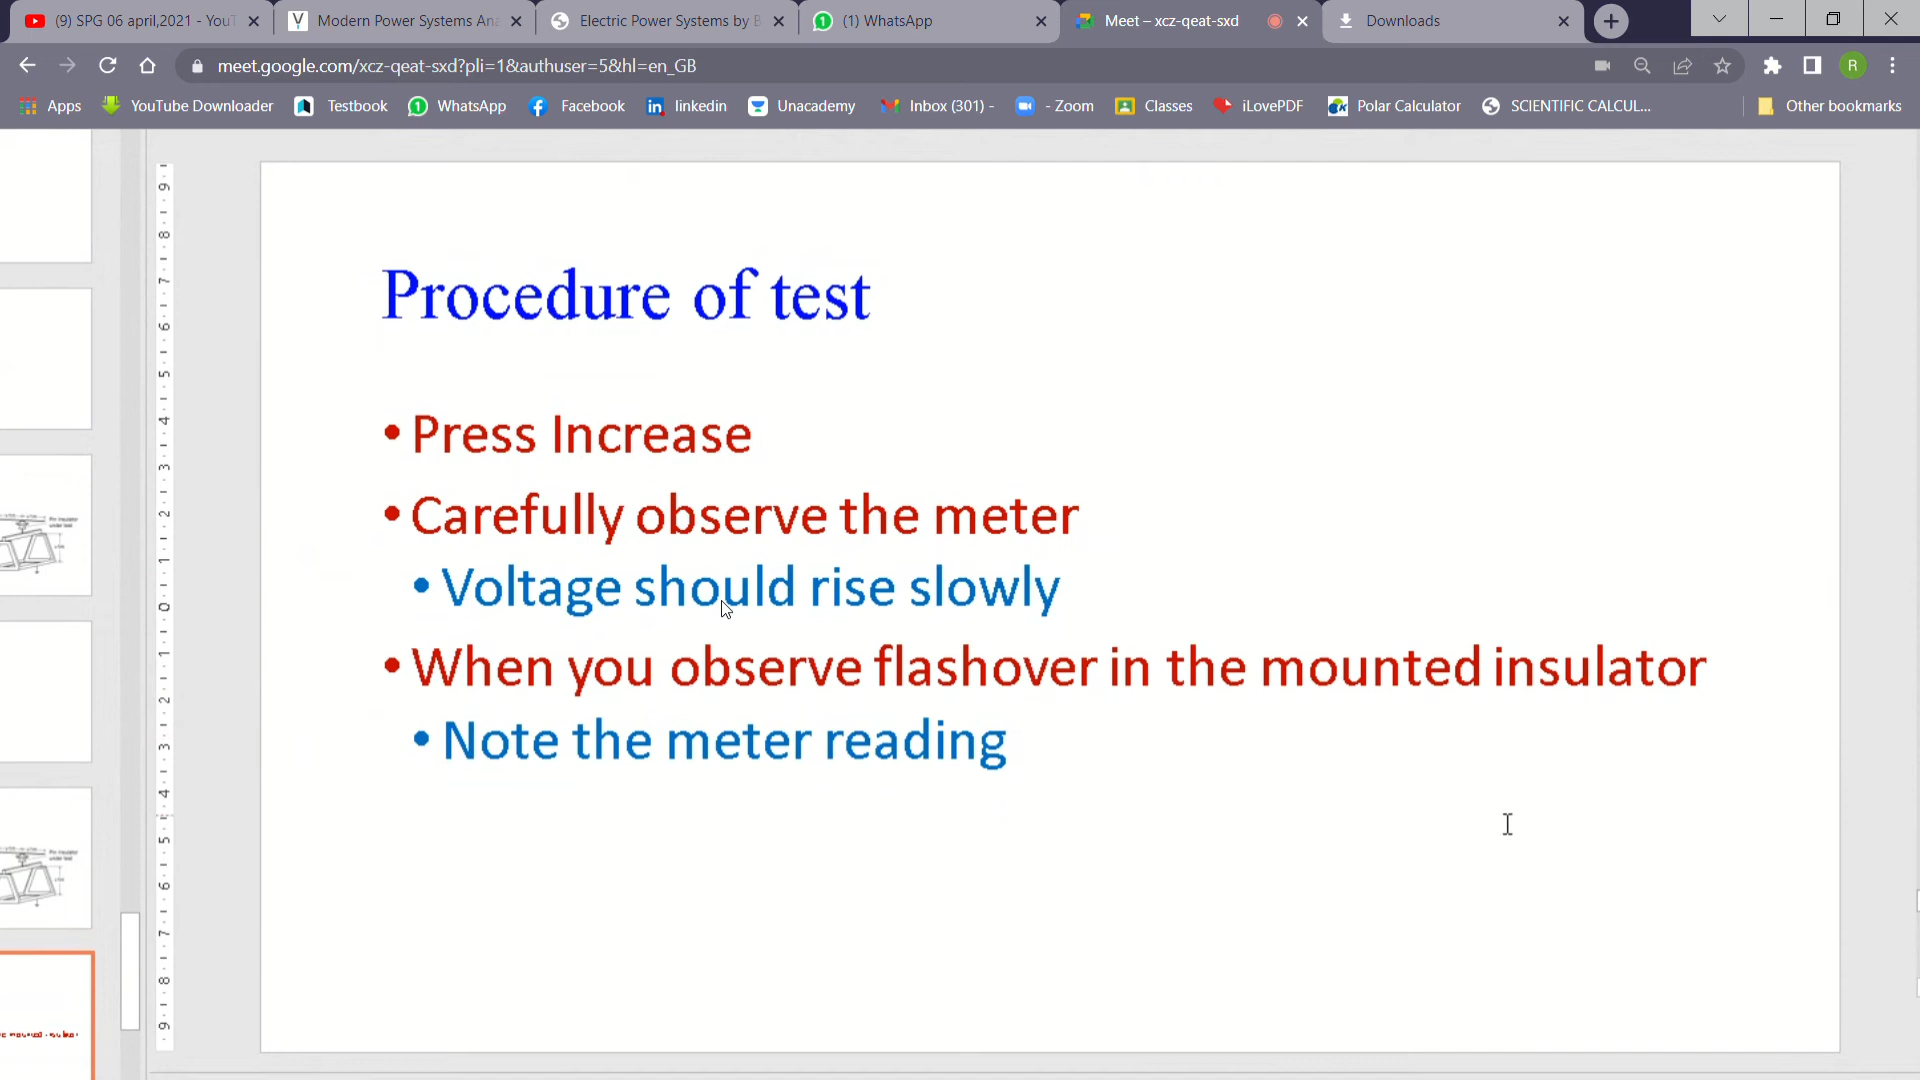 (9) SPG 06 april,2021 - YouT
Modern Power Systems Ana
Electric Power Systems by B
(1) WhatsApp
Meet – xcz-qeat-sxd
Downloads
meet.google.com/xcz-qeat-sxd?pli=1&authuser=5&hl=en_GB
R
Apps
YouTube Downloader
Testbook
WhatsApp
Facebook
linkedin
Unacademy
Inbox (301) -
- Zoom
Classes
iLovePDF
Polar Calculator
SCIENTIFIC CALCUL...
Other bookmarks
Procedure of test
• Press Increase
• Carefully observe the meter
• Voltage should rise slowly
• When you observe flashover in the mounted insulator
• Note the meter reading